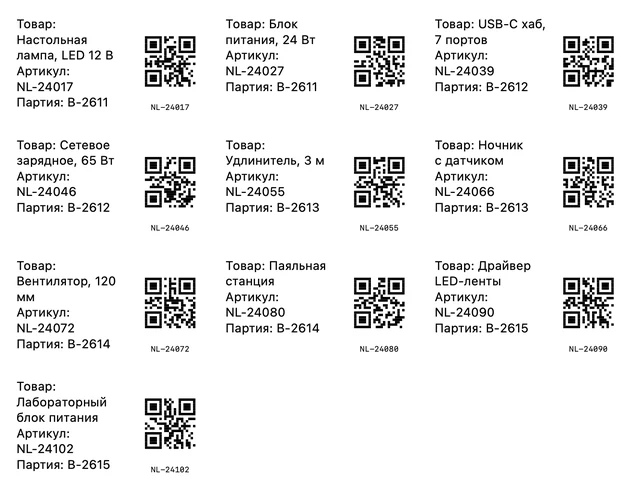 Товар:
Настольная
лампа, LED 12 В
Артикул:
NL-24017
Партия: B-2611
NL-24017
Товар: Блок
питания, 24 Вт
Артикул:
NL-24027
Партия: B-2611
NL-24027
Товар: USB-C хаб,
7 портов
Артикул:
NL-24039
Партия: B-2612
NL-24039
Товар: Сетевое
зарядное, 65 Вт
Артикул:
NL-24046
Партия: B-2612
NL-24046
Товар:
Удлинитель, 3 м
Артикул:
NL-24055
Партия: B-2613
NL-24055
Товар: Ночник
с датчиком
Артикул:
NL-24066
Партия: B-2613
NL-24066
Товар:
Вентилятор, 120
мм
Артикул:
NL-24072
Партия: B-2614
NL-24072
Товар: Паяльная
станция
Артикул:
NL-24080
Партия: B-2614
NL-24080
Товар: Драйвер
LED-ленты
Артикул:
NL-24090
Партия: B-2615
NL-24090
Товар:
Лабораторный
блок питания
Артикул:
NL-24102
Партия: B-2615
NL-24102